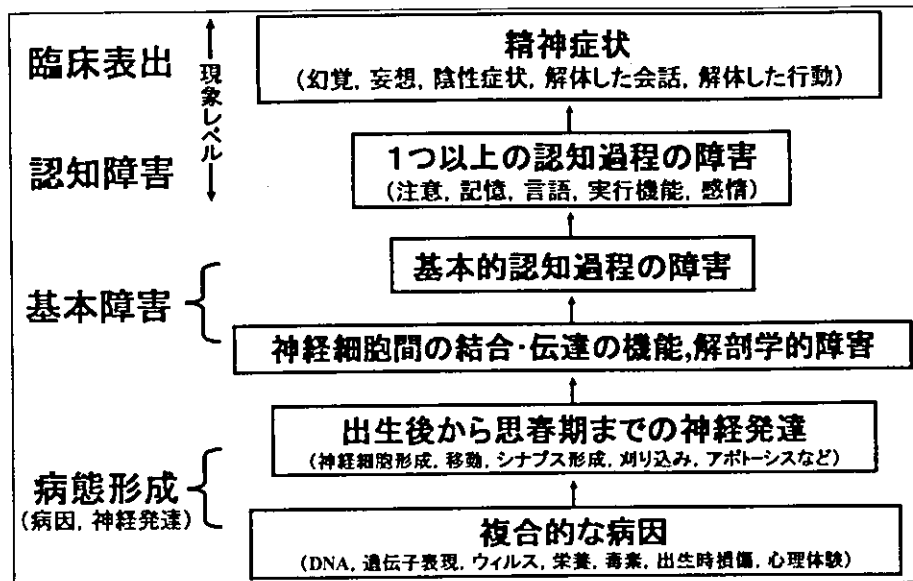 臨床表出
現象レベル
精神症状
(幻覚, 妄想, 陰性症状, 解体した会話, 解体した行動)
認知障害
1つ以上の認知過程の障害
(注意, 記憶, 言語, 実行機能, 感情)
基本障害
基本的認知過程の障害
神経細胞間の結合・伝達の機能,解剖学的障害
病態形成
(病因, 神経発達)
出生後から思春期までの神経発達
(神経細胞形成, 移動, シナプス形成, 刈り込み, アポトーシスなど)
複合的な病因
(DNA, 遺伝子表現, ウィルス, 栄養, 毒素, 出生時損傷, 心理体験)